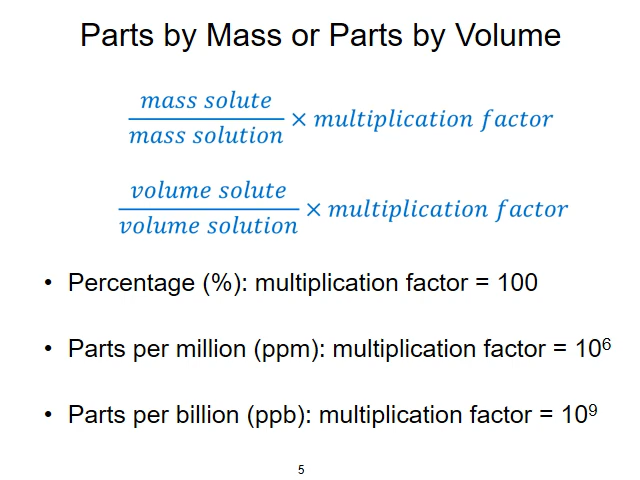 Parts by Mass or Parts by Volume
mass solute
mass solution
× multiplication factor
volume solute
volume solution
× multiplication factor
• Percentage (%): multiplication factor = 100
• Parts per million (ppm): multiplication factor = 10⁶
• Parts per billion (ppb): multiplication factor = 10⁹
5